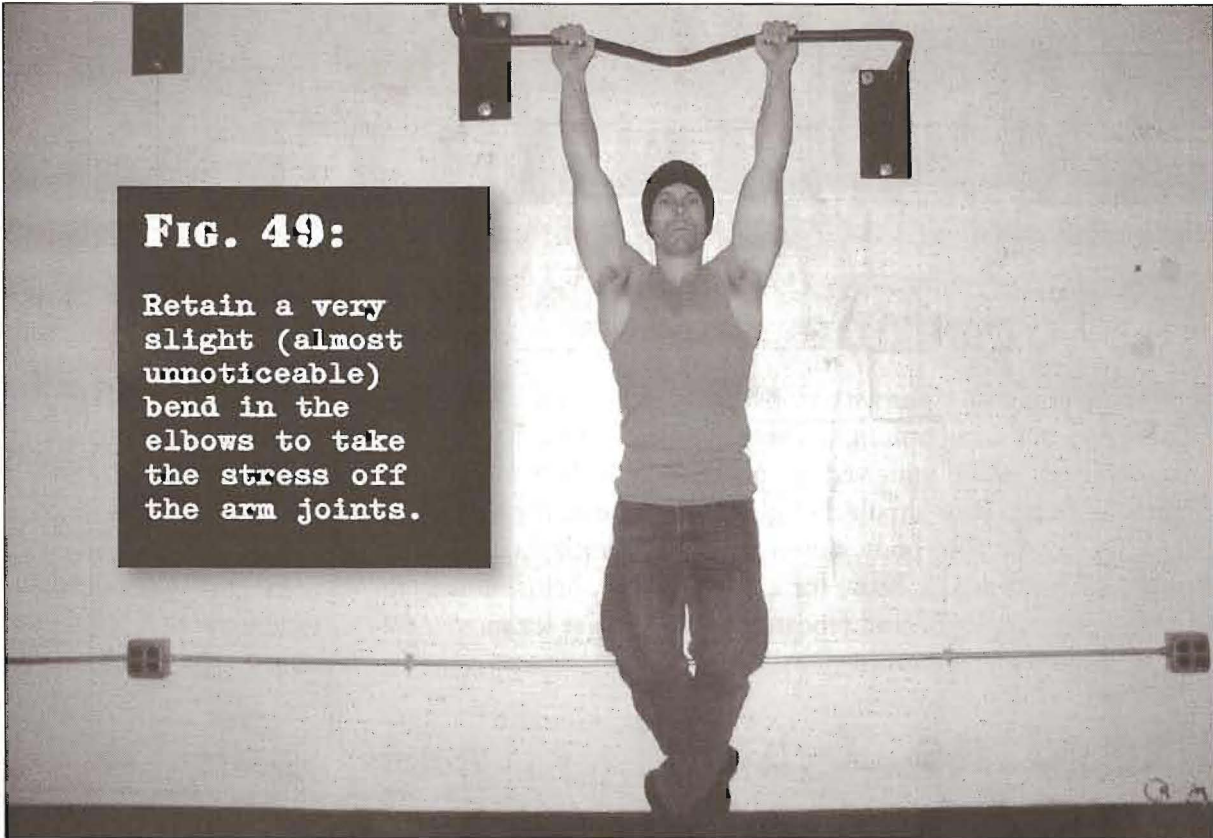 FIG. 49:
Retain a very
slight (almost
unnoticeable)
bend in the
elbows to take
the stress off
the arm joints.